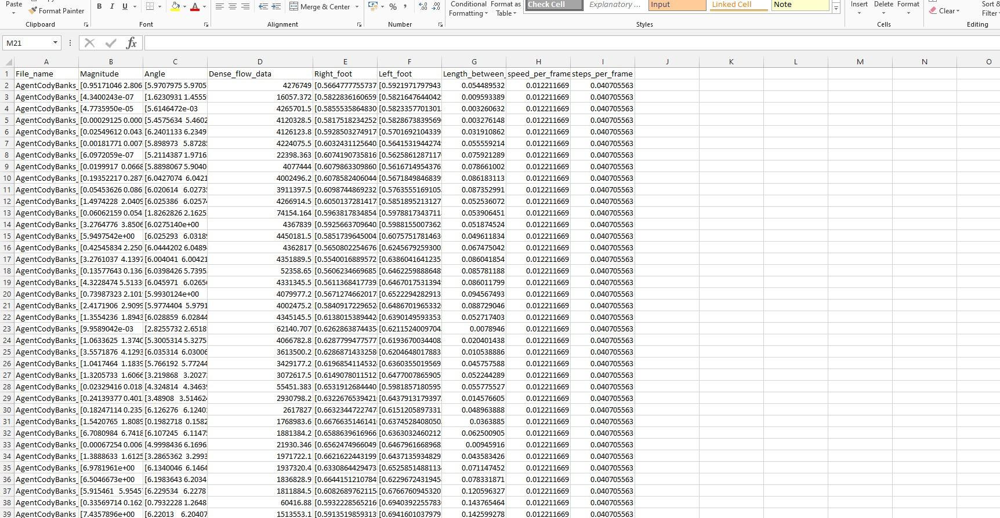 Paste Format Painter B I U Merge & Center % , Conditional Formatting Format as Table Check Cell Explanatory ... Input Linked Cell Note Insert Delete Format Clear Sort & Filter
Clipboard Font Alignment Number Styles Cells Editing
M21 fx
A B C D E F G H I J K L M N O
1 File_name Magnitude Angle Dense_flow_data Right_foot Left_foot Length_between_ speed_per_frame steps_per_frame
2 AgentCodyBanks_ [0.95171046 2.806 [5.9707975 5.9705 4276749 [0.5664777755737 [0.5921971797943 0.054489532 0.012211669 0.040705563
3 AgentCodyBanks_ [4.3400243e-07 [1.6230931 1.4555 16057.372 [0.5822836160659 [0.5821647644042 0.009593389 0.012211669 0.040705563
4 AgentCodyBanks_ [4.7735950e-05 [5.6146472e-03 4265701.5 [0.5855535864830 [0.5823357701301 0.003260632 0.012211669 0.040705563
5 AgentCodyBanks_ [0.00029125 0.000 [5.4575634 5.4602 4120328.5 [0.5817518234252 [0.5828673839569 0.003276148 0.012211669 0.040705563
6 AgentCodyBanks_ [0.02549612 0.043 [6.2401133 6.2349 4126123.8 [0.5928503274917 [0.5701692104339 0.031910862 0.012211669 0.040705563
7 AgentCodyBanks_ [0.00181771 0.007 [5.898973 5.8728 4224075.5 [0.6032431125640 [0.5641531944274 0.055559214 0.012211669 0.040705563
8 AgentCodyBanks_ [6.0972059e-07 [5.2114387 1.9716 22398.363 [0.6074190735816 [0.5625861287117 0.075921289 0.012211669 0.040705563
9 AgentCodyBanks_ [0.0199917 0.0668 [5.8898067 5.9040 4077444 [0.6079863309860 [0.5616714954376 0.078661002 0.012211669 0.040705563
10 AgentCodyBanks_ [0.19352217 0.287 [6.0427074 6.0421 4002496.2 [0.6078582406044 [0.5671849846839 0.086183113 0.012211669 0.040705563
11 AgentCodyBanks_ [0.05453626 0.086 [6.020614 6.0273 3911397.5 [0.6098744869232 [0.5763555169105 0.087352991 0.012211669 0.040705563
12 AgentCodyBanks_ [1.4974228 2.0409 [6.025386 6.0257 4266914.5 [0.6050137281417 [0.5851895213127 0.052536072 0.012211669 0.040705563
13 AgentCodyBanks_ [0.06062159 0.054 [1.8262826 2.1625 74154.164 [0.5963817834854 [0.5978817343711 0.053906451 0.012211669 0.040705563
14 AgentCodyBanks_ [3.2764776 3.8506 [6.0275140e+00 4367839 [0.5925663709640 [0.5988155007362 0.051874524 0.012211669 0.040705563
15 AgentCodyBanks_ [5.9497542e+00 [6.025293 6.0318 4450181.5 [0.5851739645004 [0.6075751781463 0.049611834 0.012211669 0.040705563
16 AgentCodyBanks_ [0.42545834 2.250 [6.0444202 6.0489 4362817 [0.5650802254676 [0.6245679259300 0.067475042 0.012211669 0.040705563
17 AgentCodyBanks_ [3.2761037 4.1397 [6.004041 6.00421 4351889.5 [0.5540016889572 [0.6386041641235 0.086041854 0.012211669 0.040705563
18 AgentCodyBanks_ [0.13577643 0.136 [6.0398426 5.7395 52358.65 [0.5606234669685 [0.6462259888648 0.085781188 0.012211669 0.040705563
19 AgentCodyBanks_ [4.3228474 5.5133 [6.045971 6.0265 4331345.5 [0.5611368417739 [0.6467017531394 0.086011799 0.012211669 0.040705563
20 AgentCodyBanks_ [0.73987323 2.101 [5.9930124e+00 4079977.2 [0.5671274662017 [0.6522294282913 0.094567493 0.012211669 0.040705563
21 AgentCodyBanks_ [2.4171906 2.9099 [5.9774404 5.9791 4002475.2 [0.5840917229652 [0.6486701965332 0.088729046 0.012211669 0.040705563
22 AgentCodyBanks_ [1.3554236 1.8943 [6.028859 6.02844 4345145.5 [0.6138015389442 [0.6390149593353 0.052717403 0.012211669 0.040705563
23 AgentCodyBanks_ [9.9589042e-03 [2.8255732 2.6518 62140.707 [0.6262863874435 [0.6211524009704 0.0078946 0.012211669 0.040705563
24 AgentCodyBanks_ [1.0633625 1.3740 [5.3005314 5.3275 4066782.8 [0.6287799477577 [0.6193670034408 0.020401438 0.012211669 0.040705563
25 AgentCodyBanks_ [3.5571876 4.1293 [6.035314 6.03006 3613500.2 [0.6286871433258 [0.6204648017883 0.010538886 0.012211669 0.040705563
26 AgentCodyBanks_ [1.0417464 1.1839 [5.766192 5.77244 3429177.2 [0.6196854114532 [0.6360355019569 0.045757588 0.012211669 0.040705563
27 AgentCodyBanks_ [1.3205733 1.6066 [3.219868 3.2027 3072617.5 [0.6149078011512 [0.6477007865905 0.052244289 0.012211669 0.040705563
28 AgentCodyBanks_ [0.02329416 0.018 [4.324814 4.3463 55451.383 [0.6531912684440 [0.5981857180595 0.055775527 0.012211669 0.040705563
29 AgentCodyBanks_ [0.24139377 0.401 [3.48908 3.51462 2930798.2 [0.6322676539421 [0.6437913179397 0.014576605 0.012211669 0.040705563
30 AgentCodyBanks_ [0.18247114 0.235 [6.126276 6.1240 2617827 [0.6632344722747 [0.6151205897331 0.048963888 0.012211669 0.040705563
31 AgentCodyBanks_ [1.5420765 1.8089 [0.1982718 0.1582 1768983.6 [0.6676635146141 [0.6374528408050 0.0363885 0.012211669 0.040705563
32 AgentCodyBanks_ [6.7080984 6.7418 [6.107245 6.1147 1881384.2 [0.6588639616966 [0.6363032460212 0.062500905 0.012211669 0.040705563
33 AgentCodyBanks_ [0.00067254 0.006 [4.9998436 6.1696 21930.346 [0.6562474966049 [0.6467961668968 0.00945916 0.012211669 0.040705563
34 AgentCodyBanks_ [1.3888633 1.6125 [3.2865362 3.2993 1971722.1 [0.6621622443199 [0.6437135934829 0.043583426 0.012211669 0.040705563
35 AgentCodyBanks_ [6.9781961e+00 [6.1340046 6.1464 1937320.4 [0.6330864429473 [0.6525851488113 0.071147452 0.012211669 0.040705563
36 AgentCodyBanks_ [6.5046673e+00 [6.1983643 6.2034 1836828.9 [0.6644151210784 [0.6229672431945 0.078331871 0.012211669 0.040705563
37 AgentCodyBanks_ [5.915461 5.9545 [6.229534 6.2278 1811884.5 [0.6082689762115 [0.6766760945320 0.120596327 0.012211669 0.040705563
38 AgentCodyBanks_ [0.33569714 0.162 [0.7932228 1.2648 60416.88 [0.5932228565216 [0.6940392255783 0.143765464 0.012211669 0.040705563
39 AgentCodyBanks_ [7.4357896e+00 [6.22013 6.20407 1513553.1 [0.5913519859313 [0.6941601037979 0.142599278 0.012211669 0.040705563